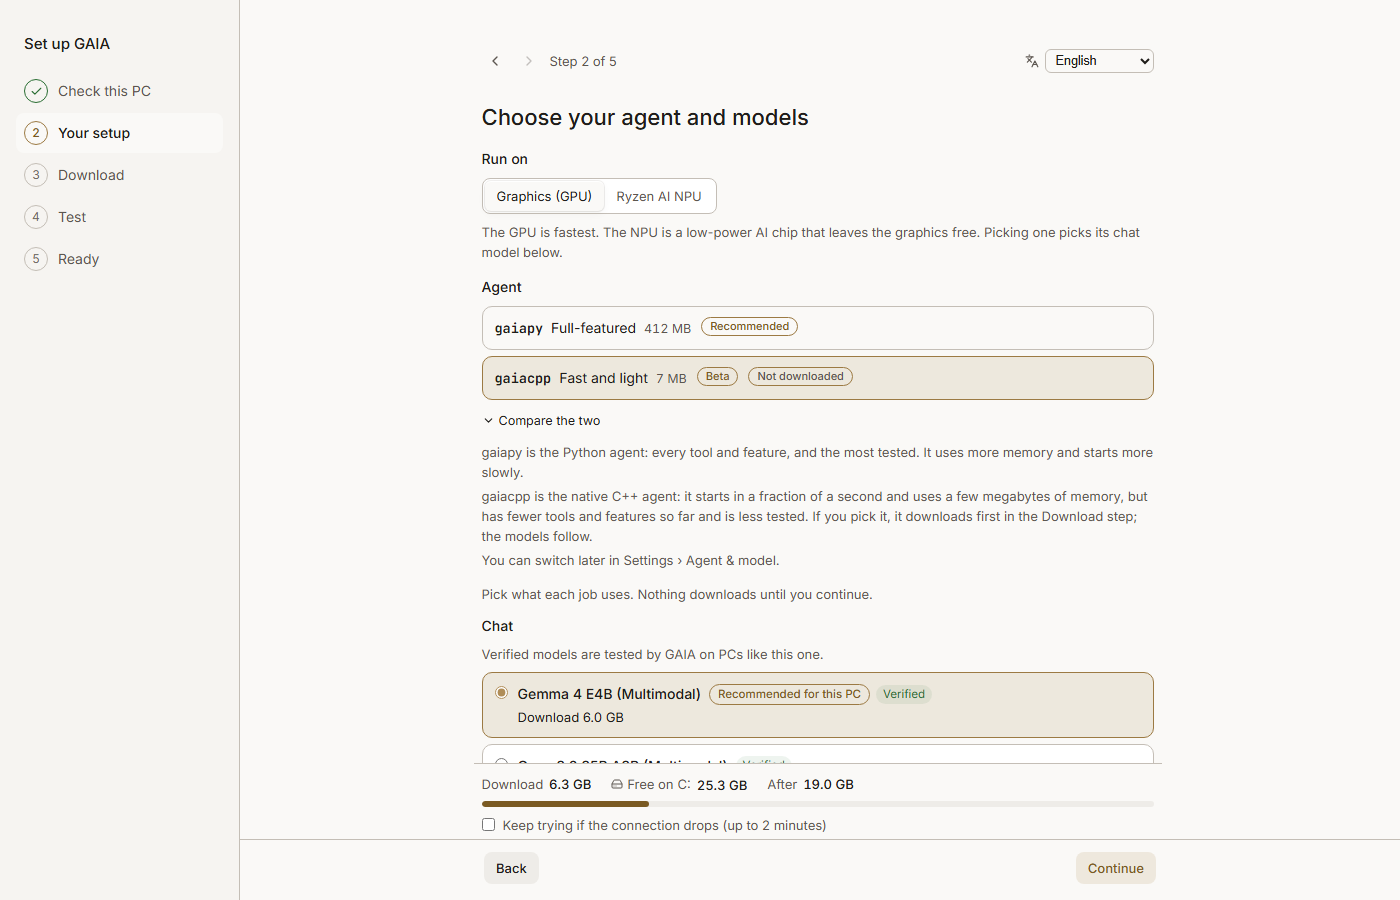 Set up GAIA
Check this PC
2 Your setup
3 Download
4 Test
5 Ready
Step 2 of 5
English
Choose your agent and models
Run on
Graphics (GPU) Ryzen AI NPU
The GPU is fastest. The NPU is a low-power AI chip that leaves the graphics free. Picking one picks its chat
model below.
Agent
gaiapy Full-featured 412 MB Recommended
gaiacpp Fast and light 7 MB Beta Not downloaded
Compare the two
gaiapy is the Python agent: every tool and feature, and the most tested. It uses more memory and starts more
slowly.
gaiacpp is the native C++ agent: it starts in a fraction of a second and uses a few megabytes of memory, but
has fewer tools and features so far and is less tested. If you pick it, it downloads first in the Download step;
the models follow.
You can switch later in Settings › Agent & model.
Pick what each job uses. Nothing downloads until you continue.
Chat
Verified models are tested by GAIA on PCs like this one.
Gemma 4 E4B (Multimodal) Recommended for this PC Verified
Download 6.0 GB
Download 6.3 GB Free on C: 25.3 GB After 19.0 GB
Keep trying if the connection drops (up to 2 minutes)
Back Continue